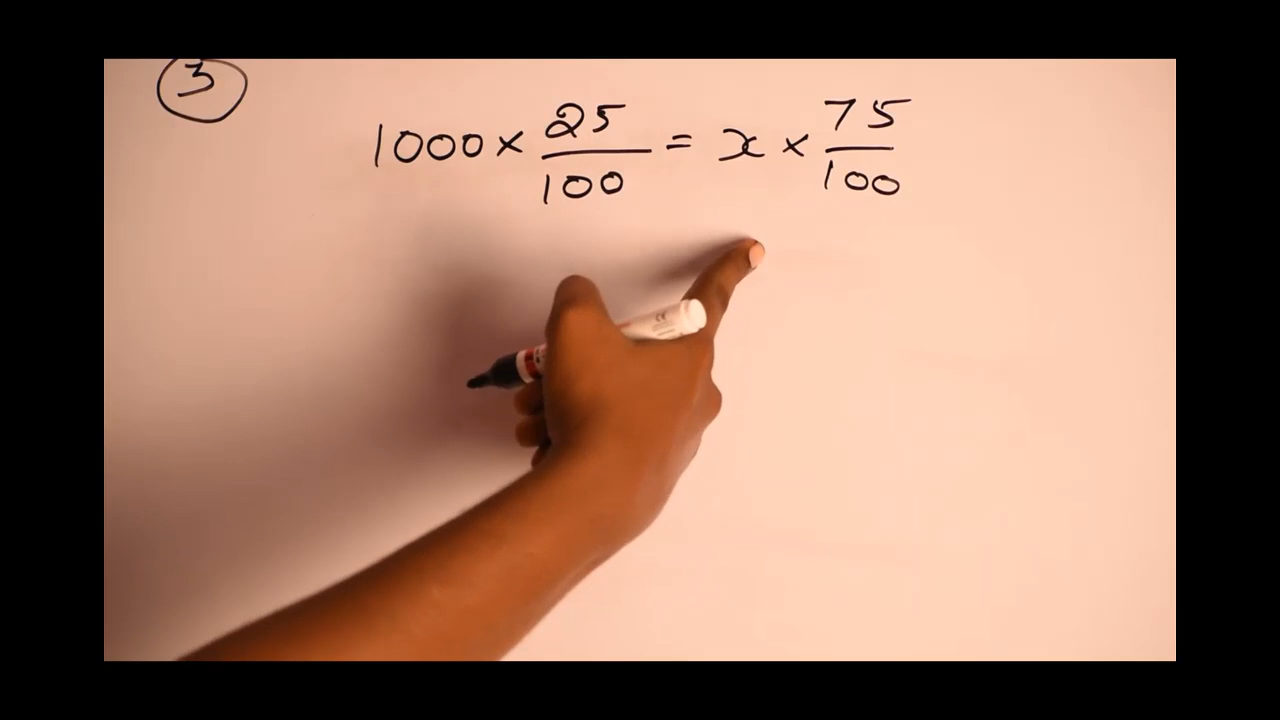 3
1000 × 25/100 = x × 75/100